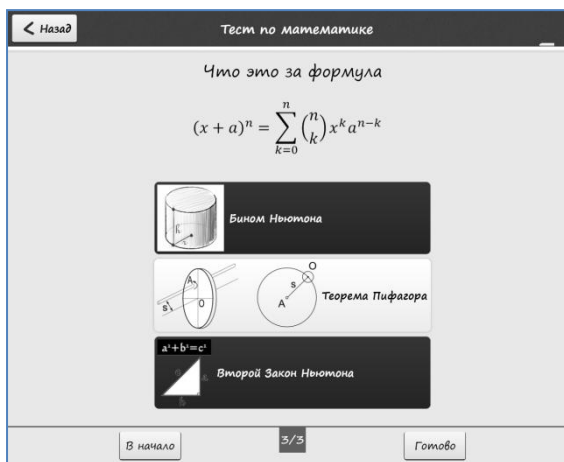 Назад
Тест по математике
Что это за формула
(x + a)^n = \sum_{k=0}^{n} \binom{n}{k} x^k a^{n-k}
h
r
Бином Ньютона
A
O
s
O
s
A
Теорема Пифагора
a²+b²=c²
Второй Закон Ньютона
В начало
3/3
Готово